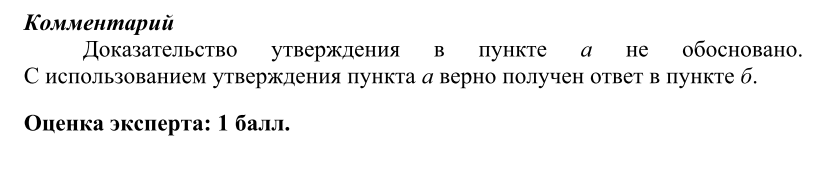 Комментарий
Доказательство утверждения в пункте а не обосновано.
С использованием утверждения пункта а верно получен ответ в пункте б.
Оценка эксперта: 1 балл.